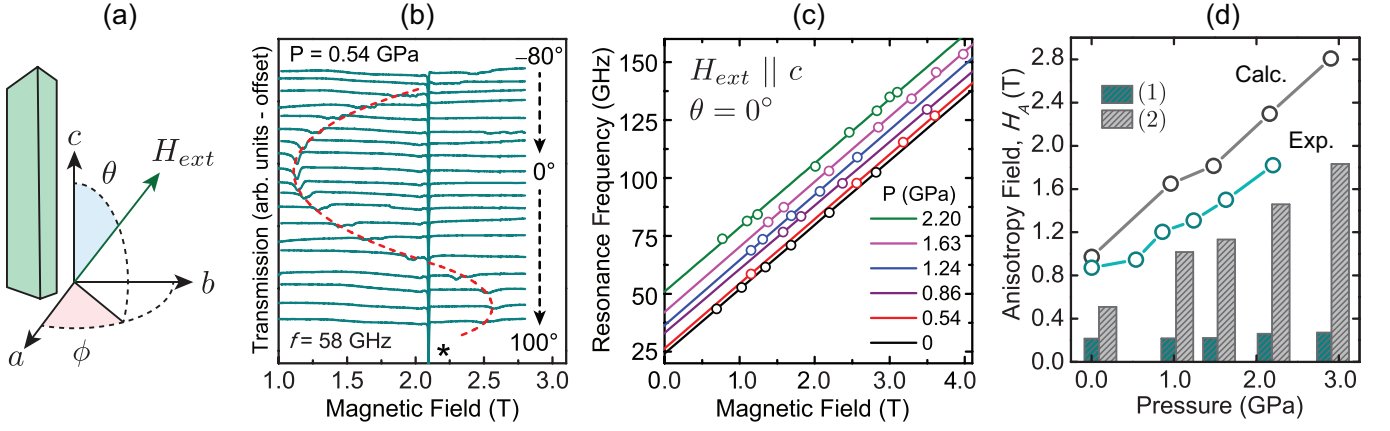 (a)
c
θ
H_ext
b
a
ϕ
(b)
P = 0.54 GPa
–80°
0°
100°
f = 58 GHz
*
Transmission (arb. units - offset)
1.0 1.5 2.0 2.5 3.0
Magnetic Field (T)
(c)
H_ext || c
θ = 0°
P (GPa)
2.20
1.63
1.24
0.86
0.54
0
Resonance Frequency (GHz)
150
125
100
75
50
25
0.0 1.0 2.0 3.0 4.0
Magnetic Field (T)
(d)
Calc.
Exp.
(1)
(2)
Anisotropy Field, H_A (T)
2.8
2.4
2.0
1.6
1.2
0.8
0.4
0.0
0.0 1.0 2.0 3.0
Pressure (GPa)